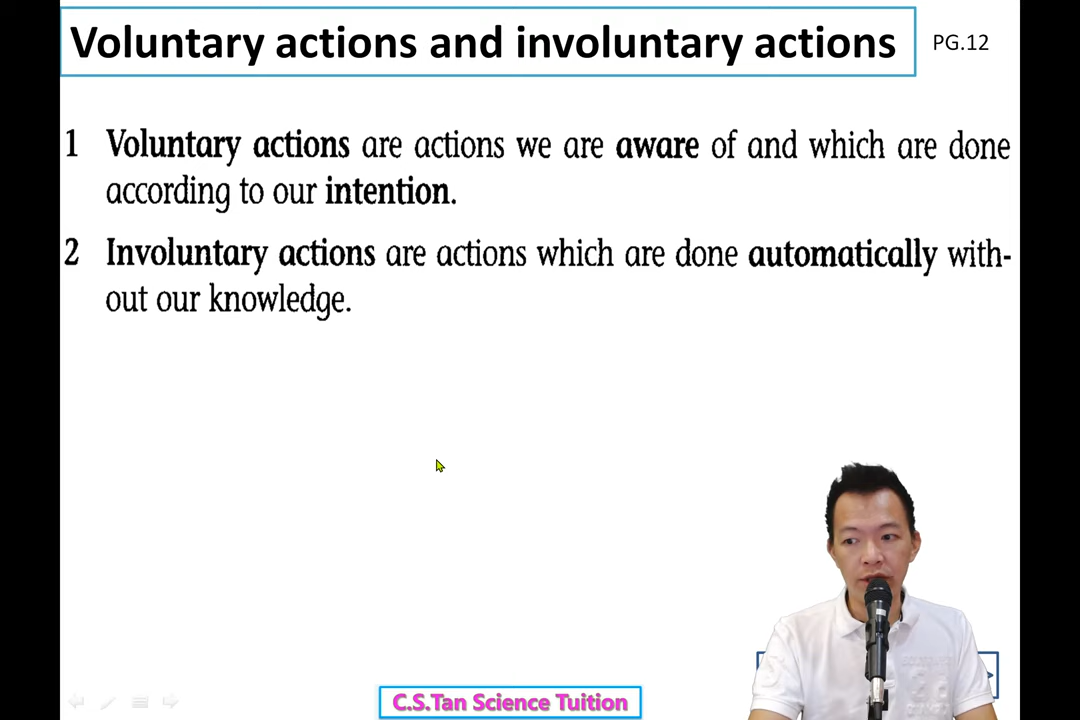 Voluntary actions and involuntary actions
PG.12
1 Voluntary actions are actions we are aware of and which are done
according to our intention.
2 Involuntary actions are actions which are done automatically with-
out our knowledge.
C.S.Tan Science Tuition